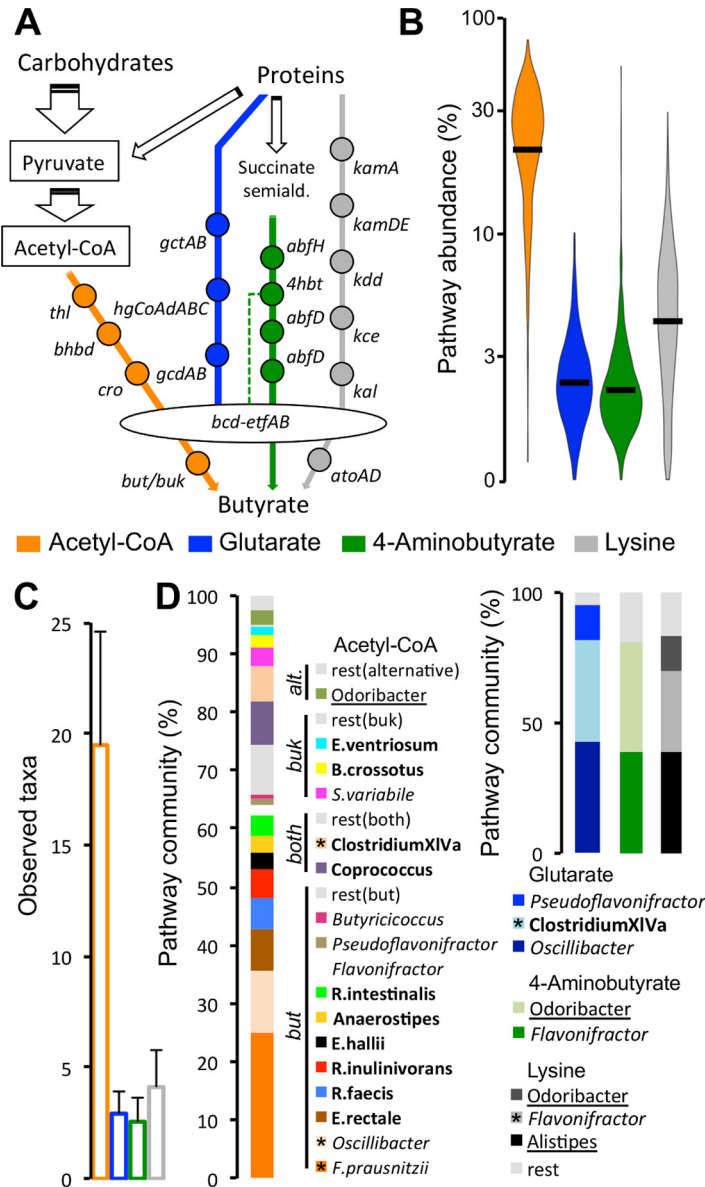 A
Carbohydrates
Proteins
Pyruvate
Succinate
semiald.
Acetyl-CoA
kamA
kamDE
kdd
kce
kal
gctAB
hgCoAdABC
gcdAB
abfH
4hbt
abfD
abfD
thl
bhbd
cro
bcd-etfAB
but/buk
atoAD
Butyrate
B
Pathway abundance (%)
100
30
10
3
0
Acetyl-CoA
Glutarate
4-Aminobutyrate
Lysine
C
Observed taxa
25
20
15
10
5
0
D
Pathway community (%)
100
90
80
70
60
50
40
30
20
10
0
Acetyl-CoA
alt.
rest(alternative)
Odoribacter
buk
rest(buk)
E.ventriosum
B.crossotus
S.variabile
both
rest(both)
* ClostridiumXlVa
Coprococcus
but
rest(but)
Butyricicoccus
Pseudoflavonifractor
Flavonifractor
R.intestinalis
Anaerostipes
E.hallii
R.inulinivorans
R.faecis
E.rectale
* Oscillibacter
* F.prausnitzii
Pathway community (%)
100
50
0
Glutarate
Pseudoflavonifractor
* ClostridiumXlVa
Oscillibacter
4-Aminobutyrate
Odoribacter
Flavonifractor
Lysine
Odoribacter
* Flavonifractor
Alistipes
rest